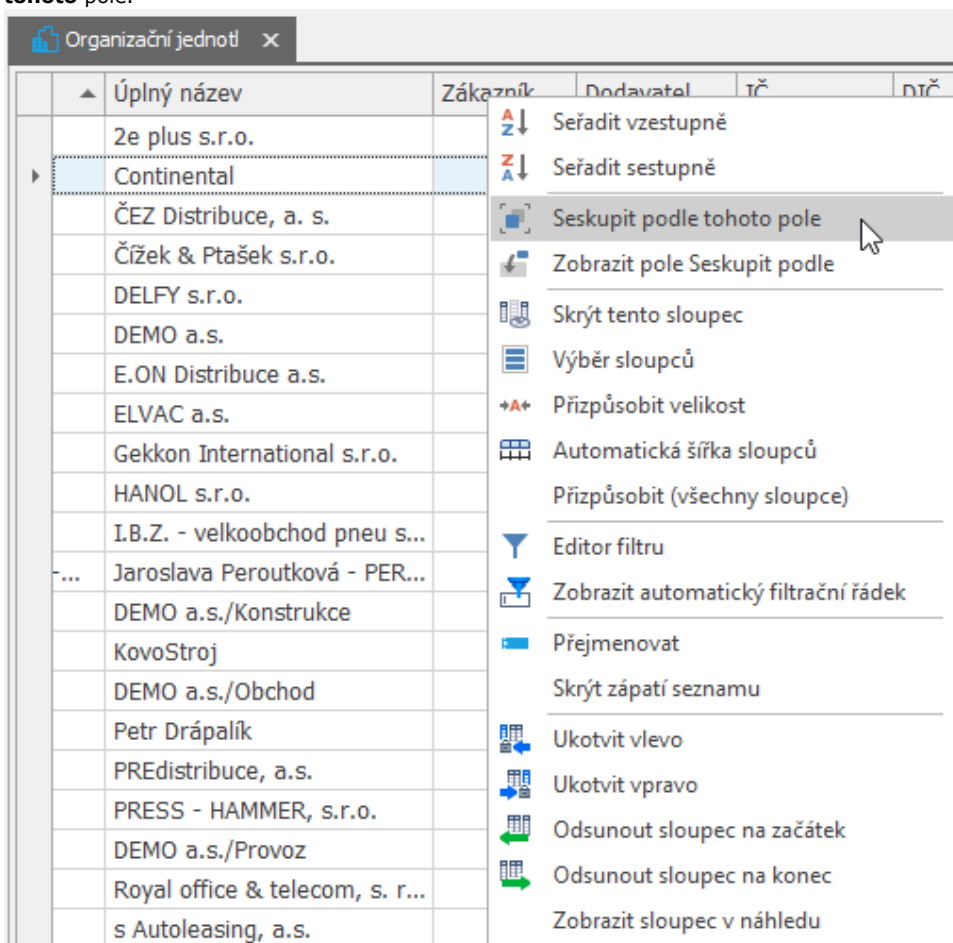 tohoto pole.
Organizační jednotl ×
Úplný název Zákazník Dodavatel IČ DIČ
2e plus s.r.o.
Continental
ČEZ Distribuce, a. s.
Čížek & Ptašek s.r.o.
DELFY s.r.o.
DEMO a.s.
E.ON Distribuce a.s.
ELVAC a.s.
Gekkon International s.r.o.
HANOL s.r.o.
I.B.Z. - velkoobchod pneu s...
-... Jaroslava Peroutková - PER...
DEMO a.s./Konstrukce
KovoStroj
DEMO a.s./Obchod
Petr Drápalík
PREdistribuce, a.s.
PRESS - HAMMER, s.r.o.
DEMO a.s./Provoz
Royal office & telecom, s. r...
s Autoleasing, a.s.
Seřadit vzestupně
Seřadit sestupně
Seskupit podle tohoto pole
Zobrazit pole Seskupit podle
Skrýt tento sloupec
Výběr sloupců
Přizpůsobit velikost
Automatická šířka sloupců
Přizpůsobit (všechny sloupce)
Editor filtru
Zobrazit automatický filtrační řádek
Přejmenovat
Skrýt zápatí seznamu
Ukotvit vlevo
Ukotvit vpravo
Odsunout sloupec na začátek
Odsunout sloupec na konec
Zobrazit sloupec v náhledu